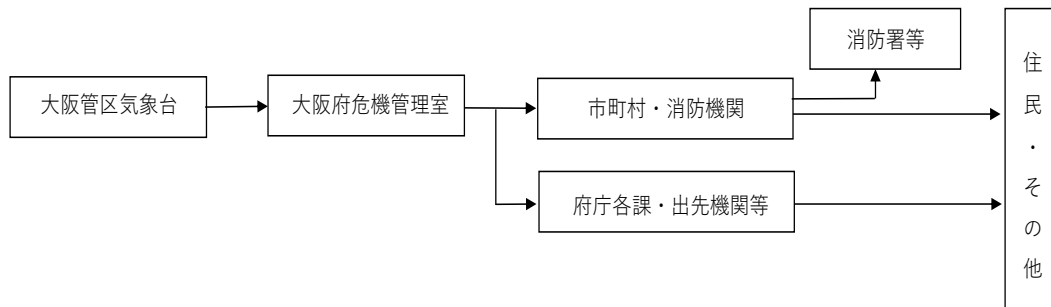 消防署等
大阪管区気象台
大阪府危機管理室
市町村・消防機関
府庁各課・出先機関等
住民・その他